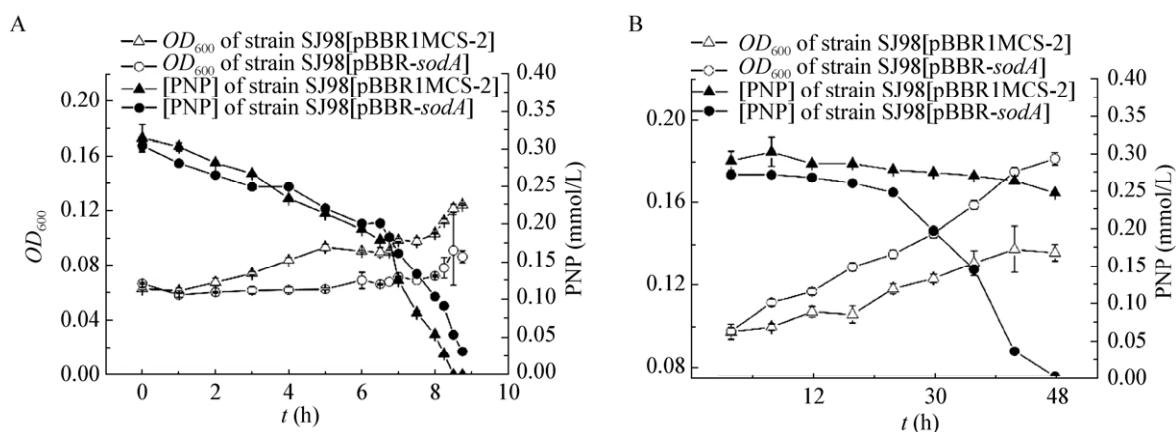 A
OD600 of strain SJ98[pBBR1MCS-2]
OD600 of strain SJ98[pBBR-sodA]
[PNP] of strain SJ98[pBBR1MCS-2]
[PNP] of strain SJ98[pBBR-sodA]
0.20
0.16
0.12
0.08
0.04
0.00
OD600
0.40
0.35
0.30
0.25
0.20
0.15
0.10
0.05
0.00
PNP (mmol/L)
0 2 4 6 8 10
t (h)
B
OD600 of strain SJ98[pBBR1MCS-2]
OD600 of strain SJ98[pBBR-sodA]
[PNP] of strain SJ98[pBBR1MCS-2]
[PNP] of strain SJ98[pBBR-sodA]
0.20
0.16
0.12
0.08
0.40
0.35
0.30
0.25
0.20
0.15
0.10
0.05
0.00
PNP (mmol/L)
12 30 48
t (h)